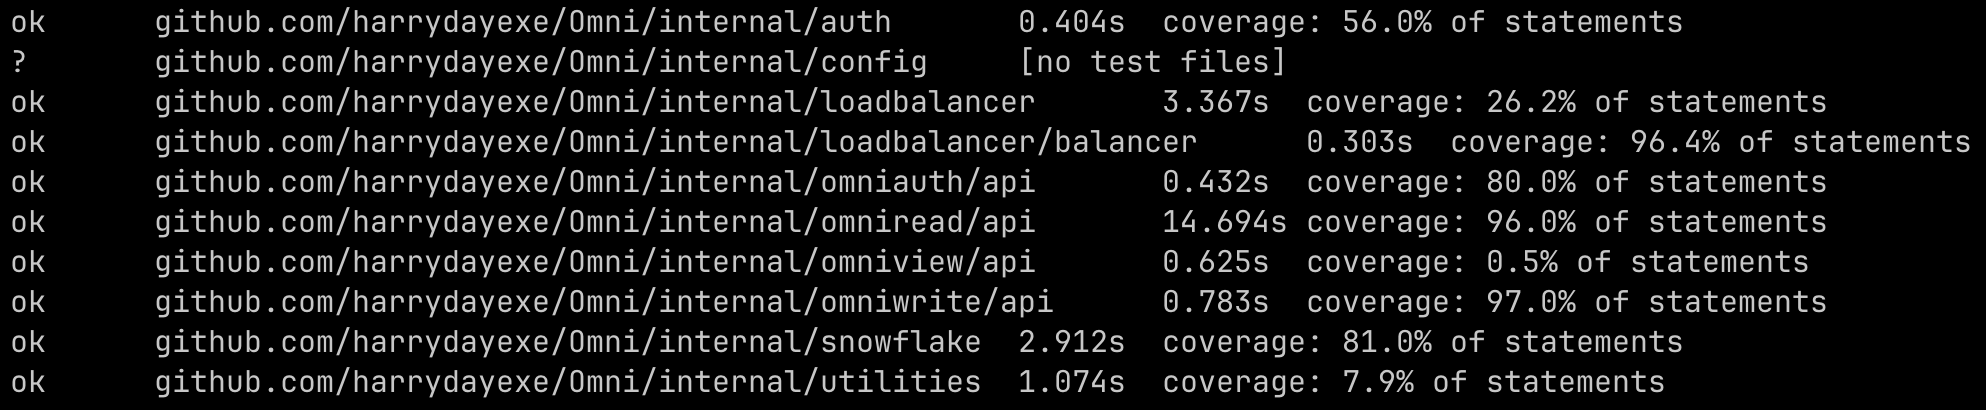 ok github.com/harrydayexe/Omni/internal/auth 0.404s coverage: 56.0% of statements
? github.com/harrydayexe/Omni/internal/config [no test files]
ok github.com/harrydayexe/Omni/internal/loadbalancer 3.367s coverage: 26.2% of statements
ok github.com/harrydayexe/Omni/internal/loadbalancer/balancer 0.303s coverage: 96.4% of statements
ok github.com/harrydayexe/Omni/internal/omniauth/api 0.432s coverage: 80.0% of statements
ok github.com/harrydayexe/Omni/internal/omniread/api 14.694s coverage: 96.0% of statements
ok github.com/harrydayexe/Omni/internal/omniview/api 0.625s coverage: 0.5% of statements
ok github.com/harrydayexe/Omni/internal/omniwrite/api 0.783s coverage: 97.0% of statements
ok github.com/harrydayexe/Omni/internal/snowflake 2.912s coverage: 81.0% of statements
ok github.com/harrydayexe/Omni/internal/utilities 1.074s coverage: 7.9% of statements